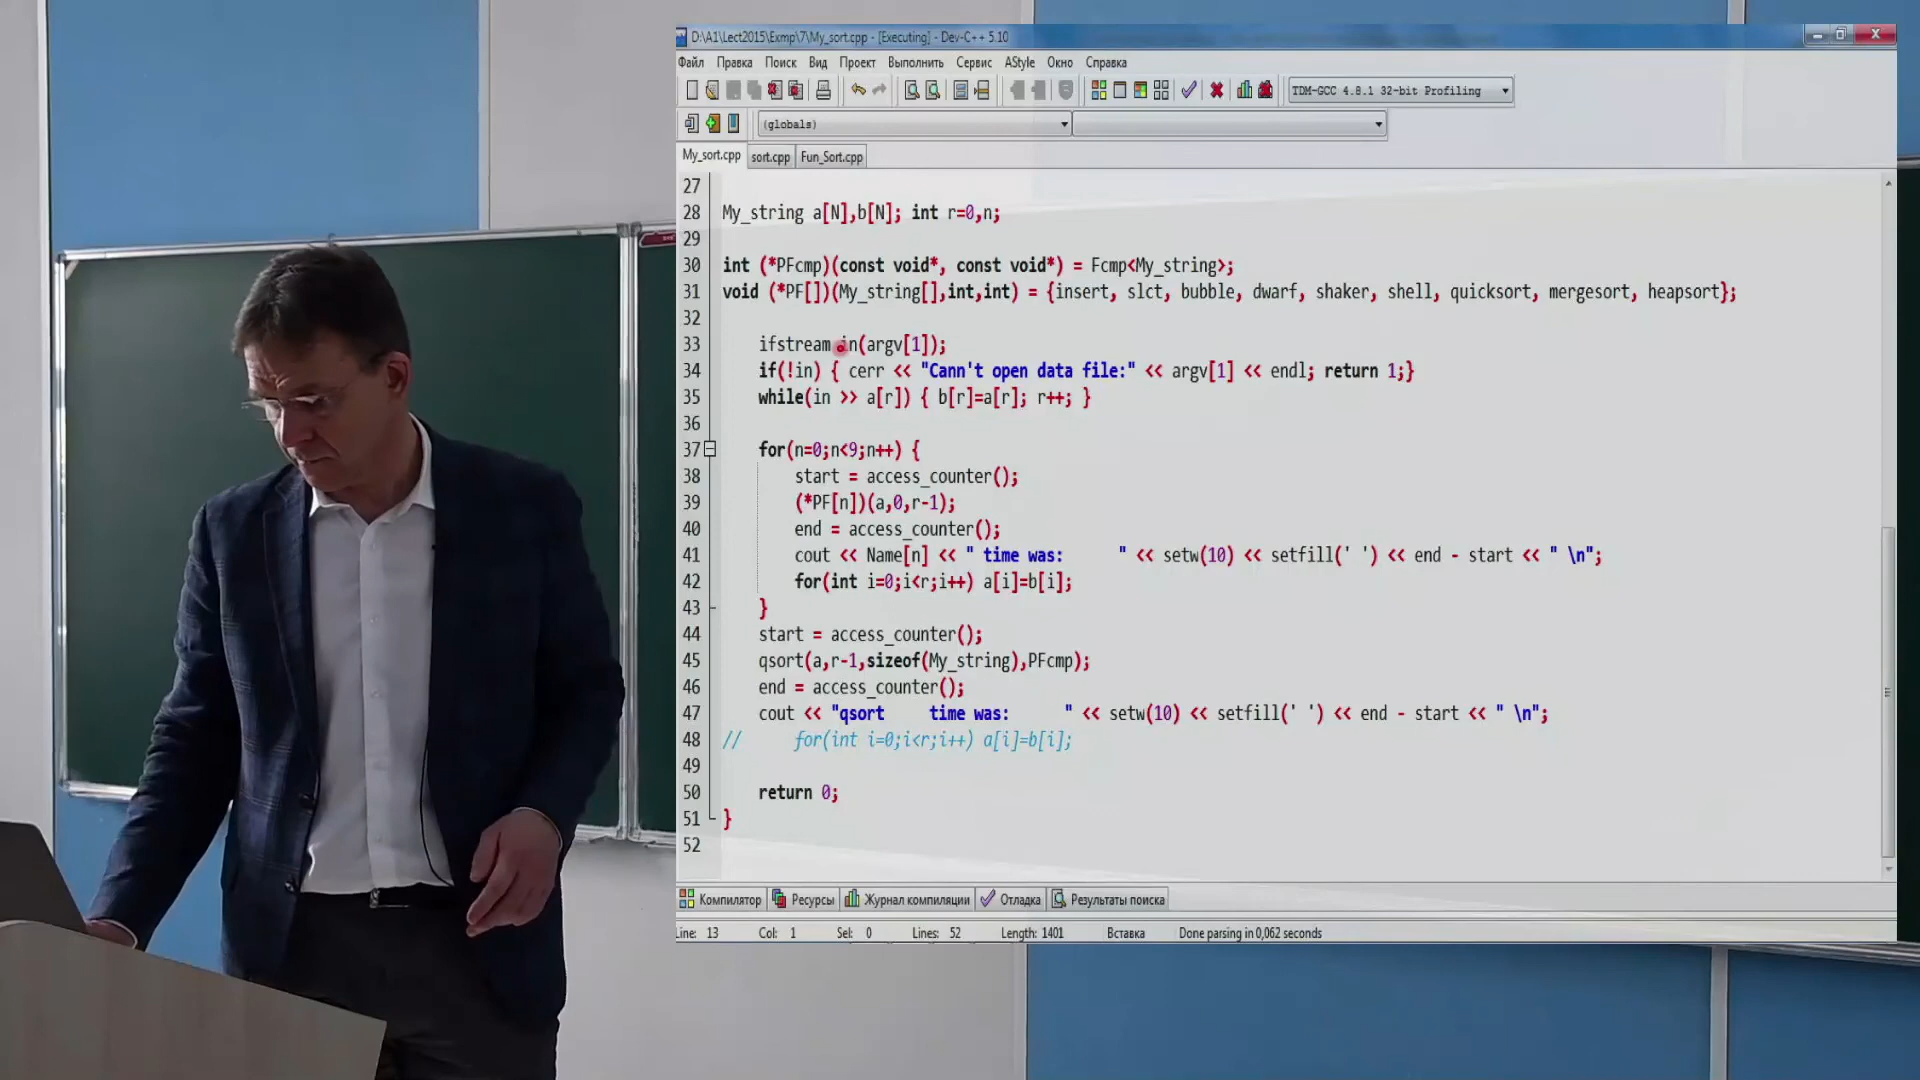 D:\A1\Lect2015\Exmp\7\My_sort.cpp - [Executing] - Dev-C++ 5.10
Файл Правка Поиск Вид Проект Выполнить Сервис AStyle Окно Справка
TDM-GCC 4.8.1 32-bit Profiling
(globals)
My_sort.cpp sort.cpp Fun_Sort.cpp
27
28 My_string a[N],b[N]; int r=0,n;
29
30 int (*PFcmp)(const void*, const void*) = Fcmp<My_string>;
31 void (*PF[])(My_string[],int,int) = {insert, slct, bubble, dwarf, shaker, shell, quicksort, mergesort, heapsort};
32
33 ifstream in(argv[1]);
34 if(!in) { cerr << "Cann't open data file:" << argv[1] << endl; return 1;}
35 while(in >> a[r]) { b[r]=a[r]; r++; }
36
37 for(n=0;n<9;n++) {
38 start = access_counter();
39 (*PF[n])(a,0,r-1);
40 end = access_counter();
41 cout << Name[n] << " time was:      " << setw(10) << setfill(' ') << end - start << " \n";
42 for(int i=0;i<r;i++) a[i]=b[i];
43 }
44 start = access_counter();
45 qsort(a,r-1,sizeof(My_string),PFcmp);
46 end = access_counter();
47 cout << "qsort     time was:      " << setw(10) << setfill(' ') << end - start << " \n";
48 //      for(int i=0;i<r;i++) a[i]=b[i];
49
50 return 0;
51 }
52
Компилятор Ресурсы Журнал компиляции Отладка Результаты поиска
Line: 13 Col: 1 Sel: 0 Lines: 52 Length: 1401 Вставка Done parsing in 0,062 seconds